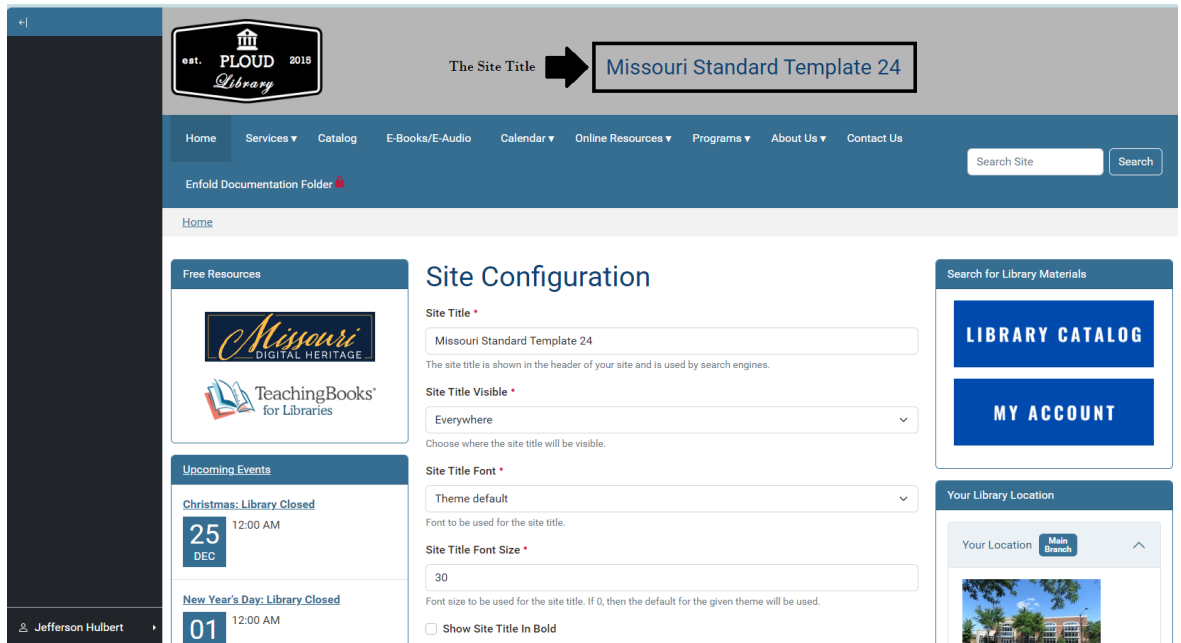 est. PLOUD 2015
Library
The Site Title
Missouri Standard Template 24
Home Services ▾ Catalog E-Books/E-Audio Calendar ▾ Online Resources ▾ Programs ▾ About Us ▾ Contact Us
Search Site Search
Enfold Documentation Folder
Home
Free Resources
Missouri
DIGITAL HERITAGE
TeachingBooks®
for Libraries
Upcoming Events
Christmas: Library Closed
25
DEC
12:00 AM
New Year's Day: Library Closed
01
12:00 AM
Site Configuration
Site Title •
Missouri Standard Template 24
The site title is shown in the header of your site and is used by search engines.
Site Title Visible •
Everywhere
Choose where the site title will be visible.
Site Title Font •
Theme default
Font to be used for the site title.
Site Title Font Size •
30
Font size to be used for the site title. If 0, then the default for the given theme will be used.
Show Site Title In Bold
Search for Library Materials
LIBRARY CATALOG
MY ACCOUNT
Your Library Location
Your Location Main Branch
Jefferson Hulbert